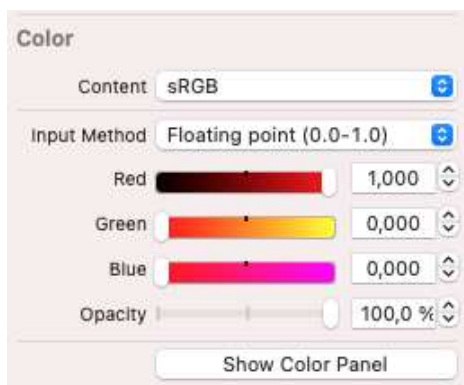 Color
Content sRGB
Input Method Floating point (0.0-1.0)
Red 1,000
Green 0,000
Blue 0,000
Opacity 100,0 %
Show Color Panel